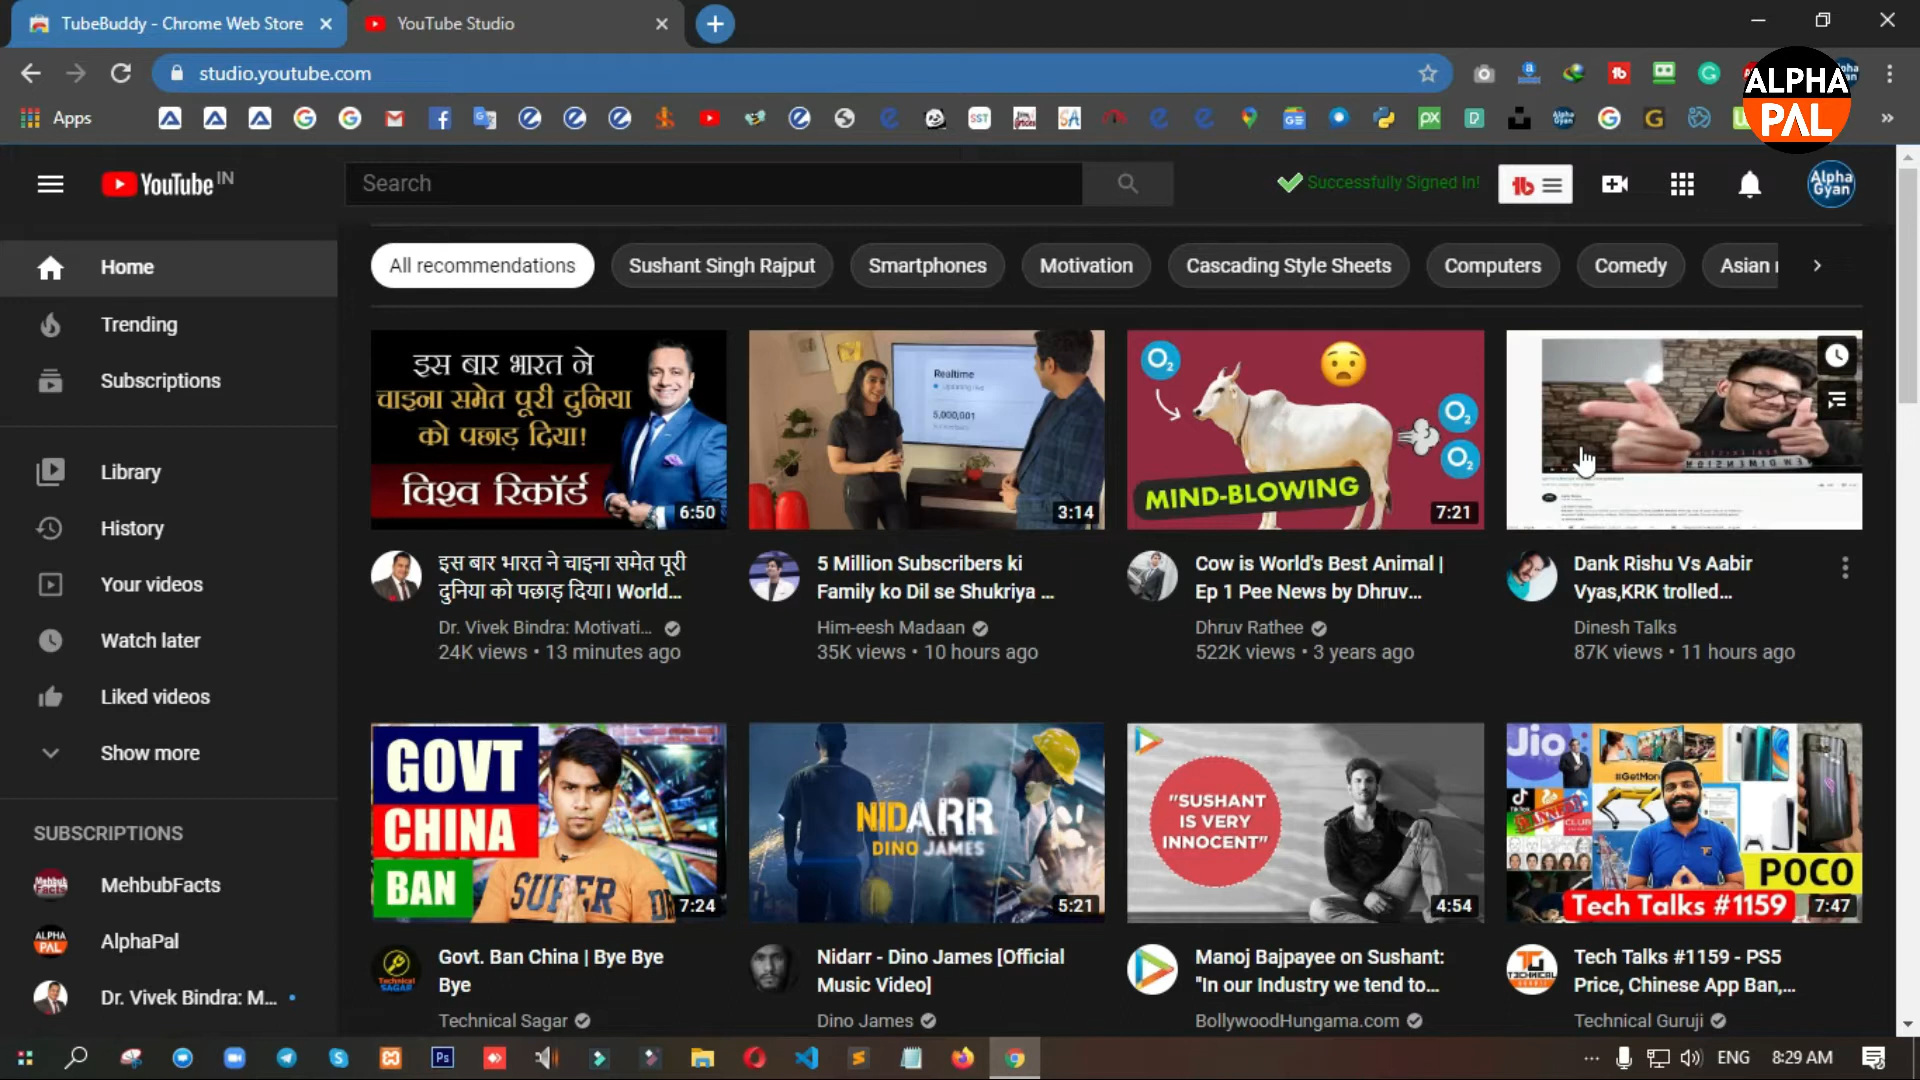 TubeBuddy - Chrome Web Store
YouTube Studio
studio.youtube.com
ALPHA
PAL
Apps
YouTube IN
Search
Successfully Signed In!
Alpha
Gyan
Home
Trending
Subscriptions
Library
History
Your videos
Watch later
Liked videos
Show more
SUBSCRIPTIONS
MehbubFacts
AlphaPal
Dr. Vivek Bindra: M...
All recommendations
Sushant Singh Rajput
Smartphones
Motivation
Cascading Style Sheets
Computers
Comedy
Asian
इस बार भारत ने
चाइना समेत पूरी दुनिया
को पछाड़ दिया!
विश्व रिकॉर्ड
6:50
इस बार भारत ने चाइना समेत पूरी
दुनिया को पछाड़ दिया। World...
Dr. Vivek Bindra: Motivati...
24K views • 13 minutes ago
Realtime
5,000,001
3:14
5 Million Subscribers ki
Family ko Dil se Shukriya ...
Him-eesh Madaan
35K views • 10 hours ago
O2
O2
O2
MIND-BLOWING
7:21
Cow is World's Best Animal |
Ep 1 Pee News by Dhruv...
Dhruv Rathee
522K views • 3 years ago
Dank Rishu Vs Aabir
Vyas,KRK trolled...
Dinesh Talks
87K views • 11 hours ago
GOVT
CHINA
BAN
SUPER
7:24
Govt. Ban China | Bye Bye
Bye
Technical Sagar
NIDARR
DINO JAMES
5:21
Nidarr - Dino James [Official
Music Video]
Dino James
"SUSHANT
IS VERY
INNOCENT"
4:54
Manoj Bajpayee on Sushant:
"In our Industry we tend to...
BollywoodHungama.com
Jio
POCO
Tech Talks #1159
7:47
Tech Talks #1159 - PS5
Price, Chinese App Ban,...
Technical Guruji
ENG
8:29 AM